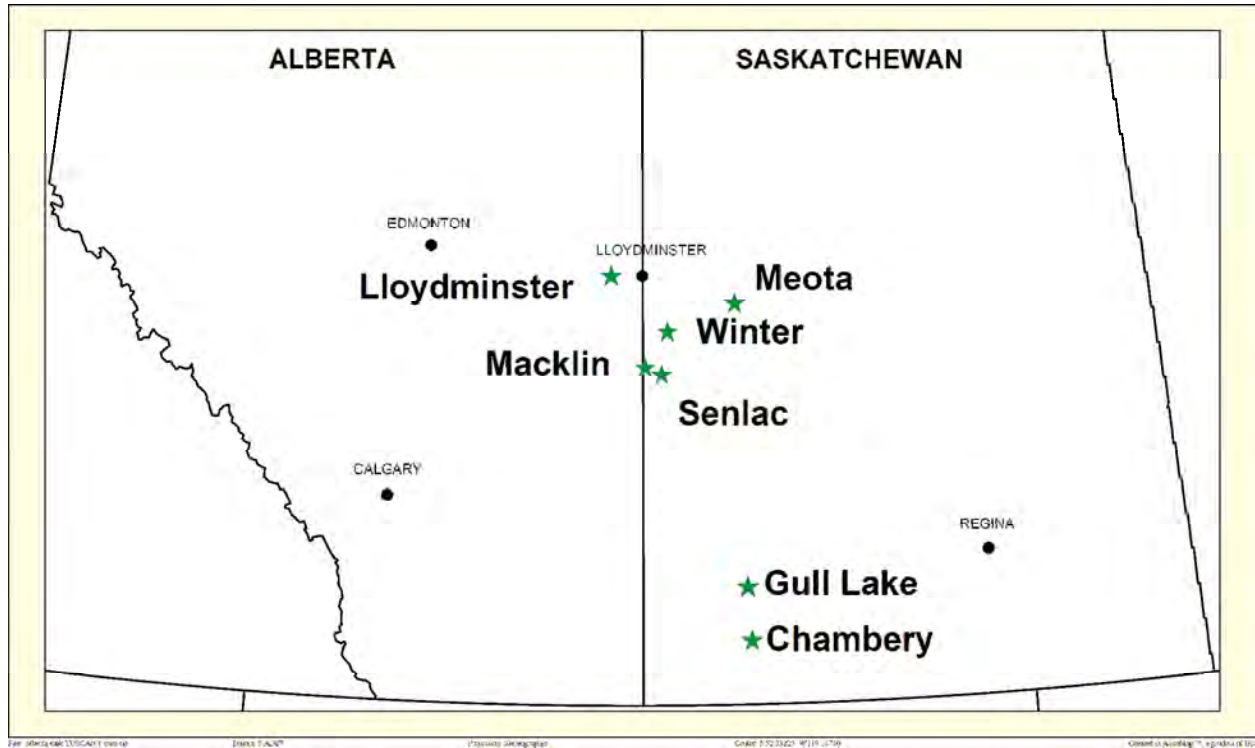 ALBERTA
SASKATCHEWAN
EDMONTON
LLOYDMINSTER
Lloydminster
Meota
Winter
Macklin
Senlac
CALGARY
REGINA
Gull Lake
Chambery